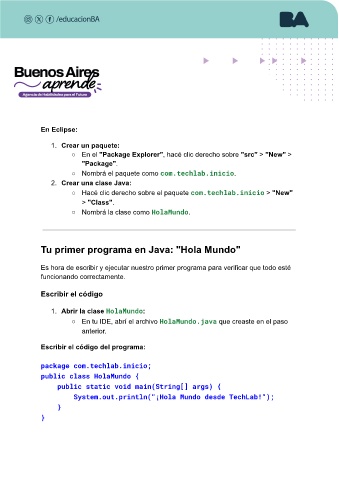 /educacionBA
BA
Buenos Aires
aprende
Agencia de Habilidades para el Futuro
En Eclipse:
1. Crear un paquete:
○ En el "Package Explorer", hacé clic derecho sobre "src" > "New" >
"Package".
○ Nombrá el paquete como com.techlab.inicio.
2. Crear una clase Java:
○ Hacé clic derecho sobre el paquete com.techlab.inicio > "New"
> "Class".
○ Nombrá la clase como HolaMundo.
Tu primer programa en Java: "Hola Mundo"
Es hora de escribir y ejecutar nuestro primer programa para verificar que todo esté
funcionando correctamente.
Escribir el código
1. Abrir la clase HolaMundo:
○ En tu IDE, abrí el archivo HolaMundo.java que creaste en el paso
anterior.
Escribir el código del programa:
package com.techlab.inicio;
public class HolaMundo {
public static void main(String[] args) {
System.out.println("¡Hola Mundo desde TechLab!");
}
}